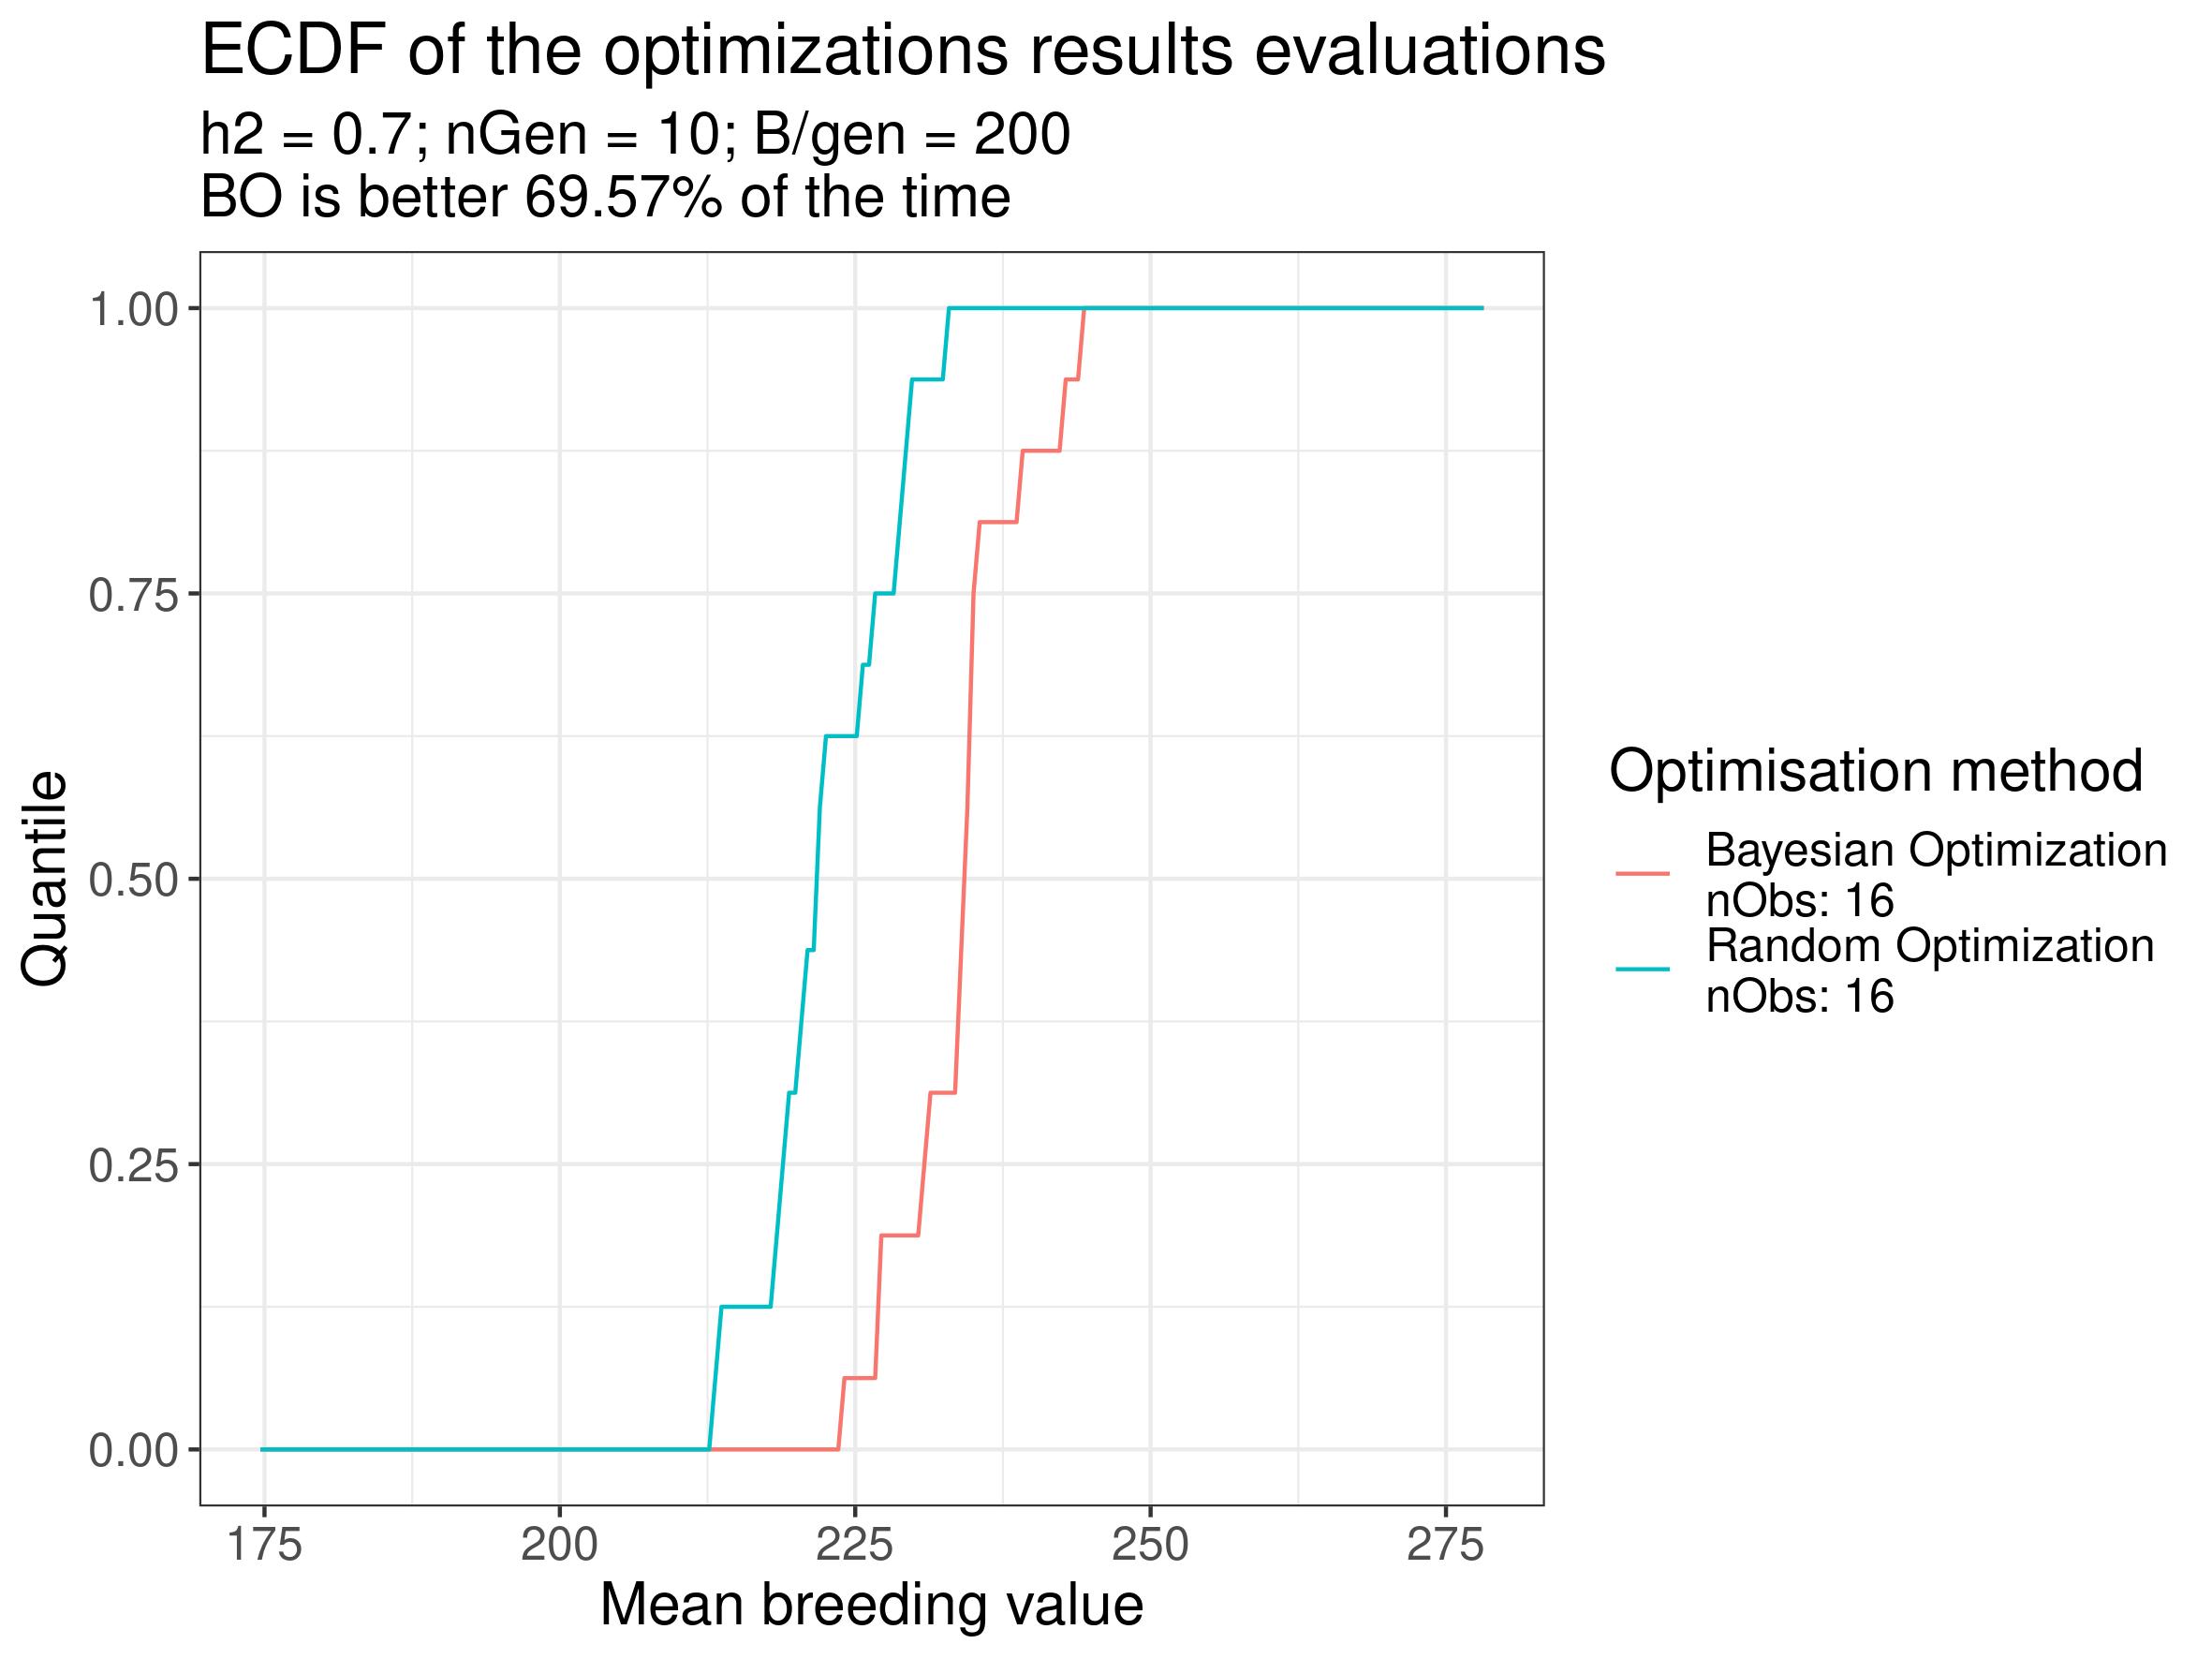 ECDF of the optimizations results evaluations
h2 = 0.7; nGen = 10; B/gen = 200
BO is better 69.57% of the time
1.00
0.75
0.50
0.25
0.00
Quantile
175
200
225
250
275
Mean breeding value
Optimisation method
Bayesian Optimization
nObs: 16
Random Optimization
nObs: 16